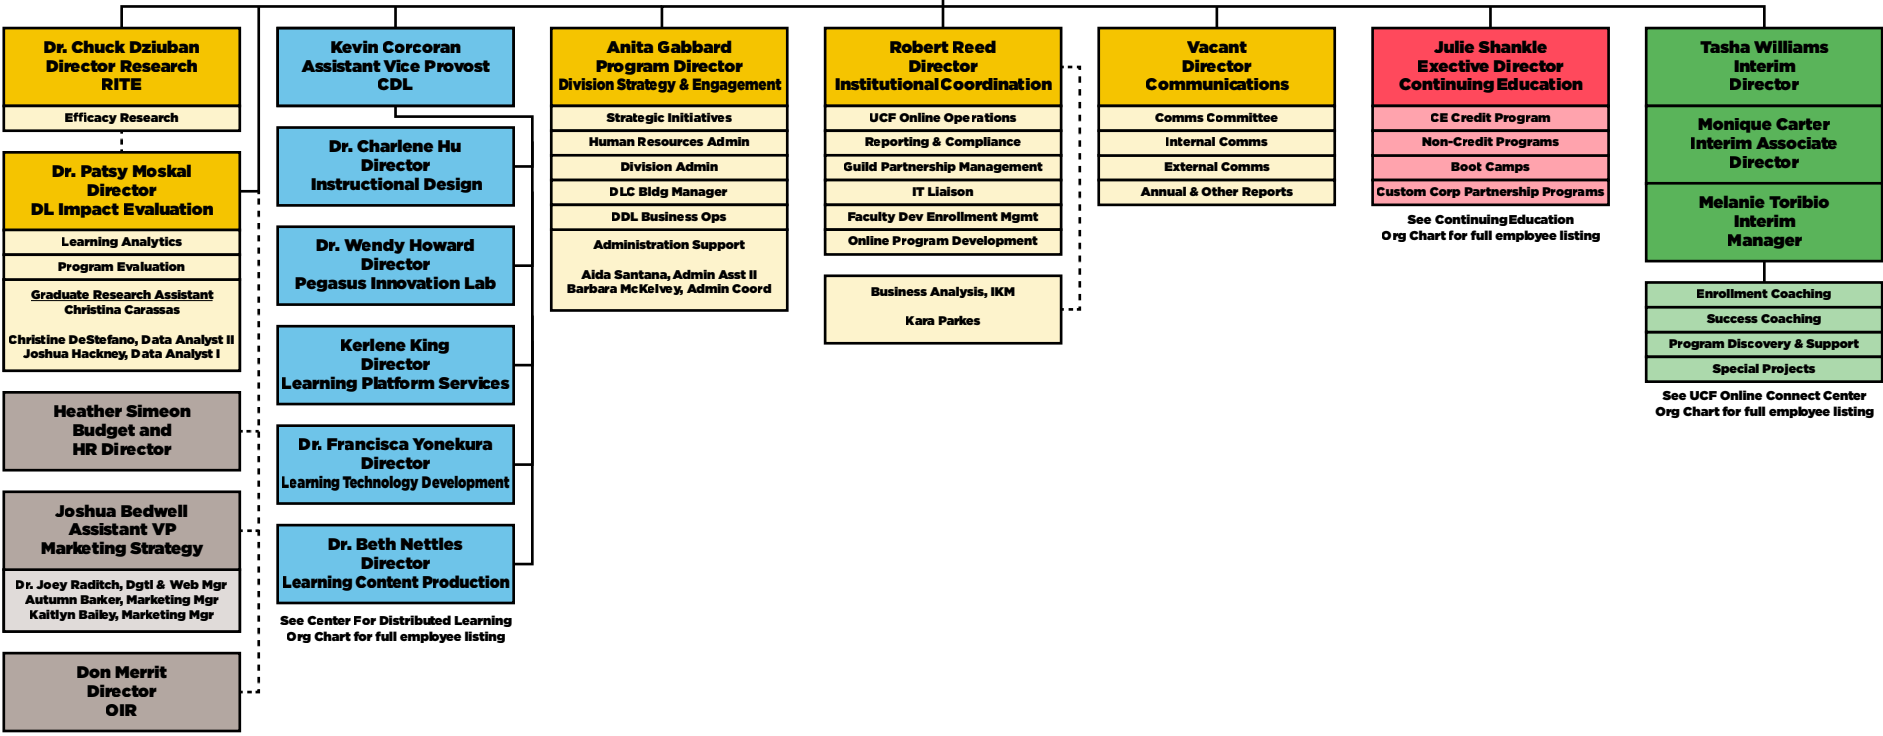 Dr. Chuck Dziuban
Director Research
RITE
Efficacy Research
Dr. Patsy Moskal
Director
DL Impact Evaluation
Learning Analytics
Program Evaluation
Graduate Research Assistant
Christina Carassas
Christine DeStefano, Data Analyst II
Joshua Hackney, Data Analyst I
Heather Simeon
Budget and
HR Director
Joshua Bedwell
Assistant VP
Marketing Strategy
Dr. Joey Raditch, Dgtl & Web Mgr
Autumn Barker, Marketing Mgr
Kaitlyn Bailey, Marketing Mgr
Don Merrit
Director
OIR
Kevin Corcoran
Assistant Vice Provost
CDL
Dr. Charlene Hu
Director
Instructional Design
Dr. Wendy Howard
Director
Pegasus Innovation Lab
Kerlene King
Director
Learning Platform Services
Dr. Francisca Yonekura
Director
Learning Technology Development
Dr. Beth Nettles
Director
Learning Content Production
See Center For Distributed Learning
Org Chart for full employee listing
Anita Gabbard
Program Director
Division Strategy & Engagement
Strategic Initiatives
Human Resources Admin
Division Admin
DLC Bldg Manager
DDL Business Ops
Administration Support
Aida Santana, Admin Asst II
Barbara McKelvey, Admin Coord
Robert Reed
Director
Institutional Coordination
UCF Online Operations
Reporting & Compliance
Guild Partnership Management
IT Liaison
Faculty Dev Enrollment Mgmt
Online Program Development
Business Analysis, IKM
Kara Parkes
Vacant
Director
Communications
Comms Committee
Internal Comms
External Comms
Annual & Other Reports
Julie Shankle
Exective Director
Continuing Education
CE Credit Program
Non-Credit Programs
Boot Camps
Custom Corp Partnership Programs
See Continuing Education
Org Chart for full employee listing
Tasha Williams
Interim
Director
Monique Carter
Interim Associate
Director
Melanie Toribio
Interim
Manager
Enrollment Coaching
Success Coaching
Program Discovery & Support
Special Projects
See UCF Online Connect Center
Org Chart for full employee listing